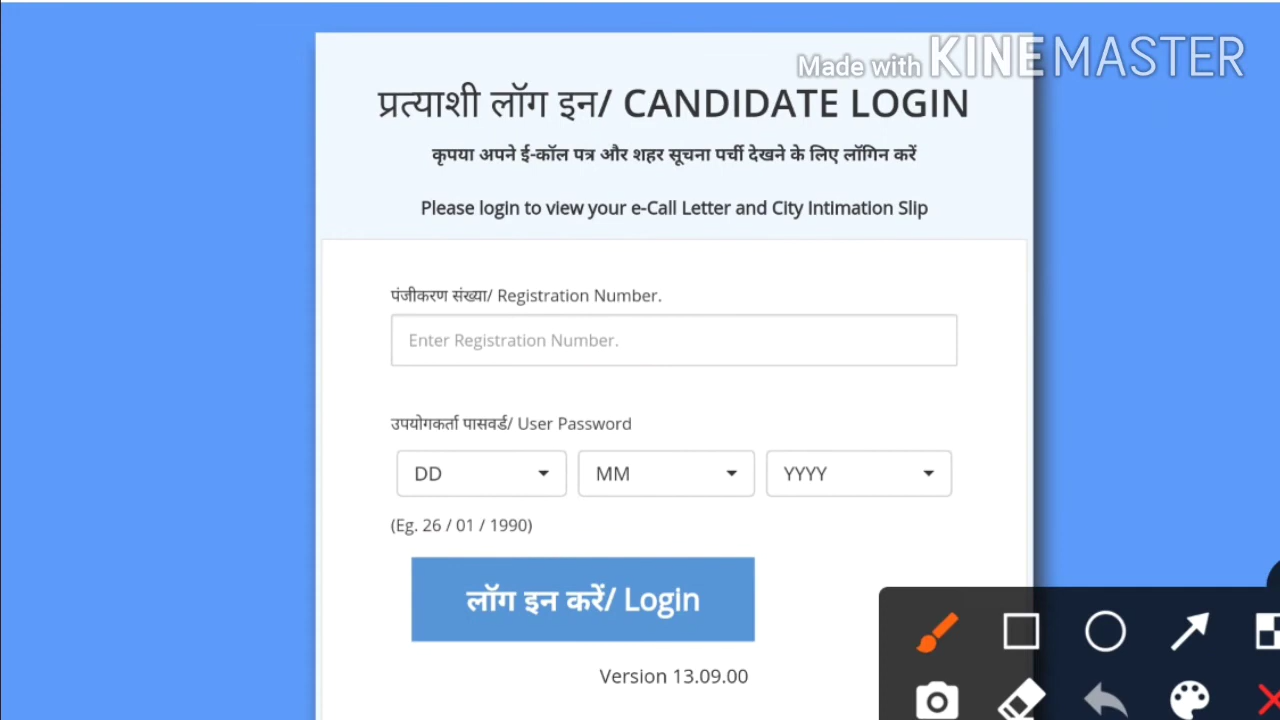 Made with KINEMASTER
प्रत्याशी लॉग इन/ CANDIDATE LOGIN
कृपया अपने ई-कॉल पत्र और शहर सूचना पर्ची देखने के लिए लॉगिन करें
Please login to view your e-Call Letter and City Intimation Slip
पंजीकरण संख्या/ Registration Number.
Enter Registration Number.
उपयोगकर्ता पासवर्ड/ User Password
DD MM YYYY
(Eg. 26 / 01 / 1990)
लॉग इन करें/ Login
Version 13.09.00